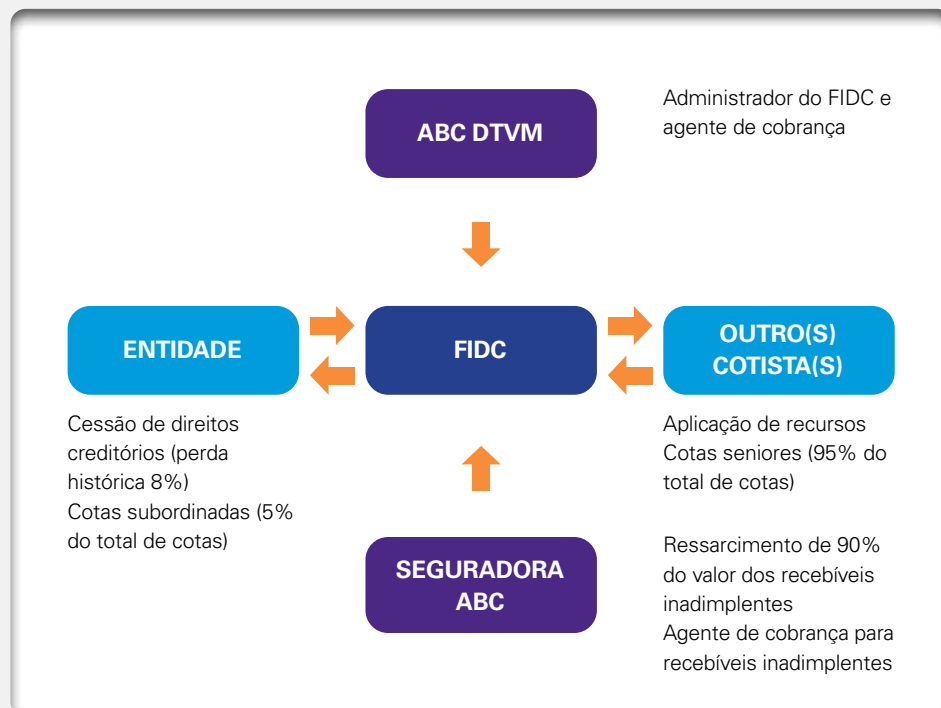 ABC DTVM
Administrador do FIDC e
agente de cobrança
ENTIDADE
FIDC
OUTRO(S)
COTISTA(S)
Cessão de direitos
creditórios (perda
histórica 8%)
Cotas subordinadas (5%
do total de cotas)
Aplicação de recursos
Cotas seniores (95% do
total de cotas)
SEGURADORA
ABC
Ressarcimento de 90%
do valor dos recebíveis
inadimplentes
Agente de cobrança para
recebíveis inadimplentes